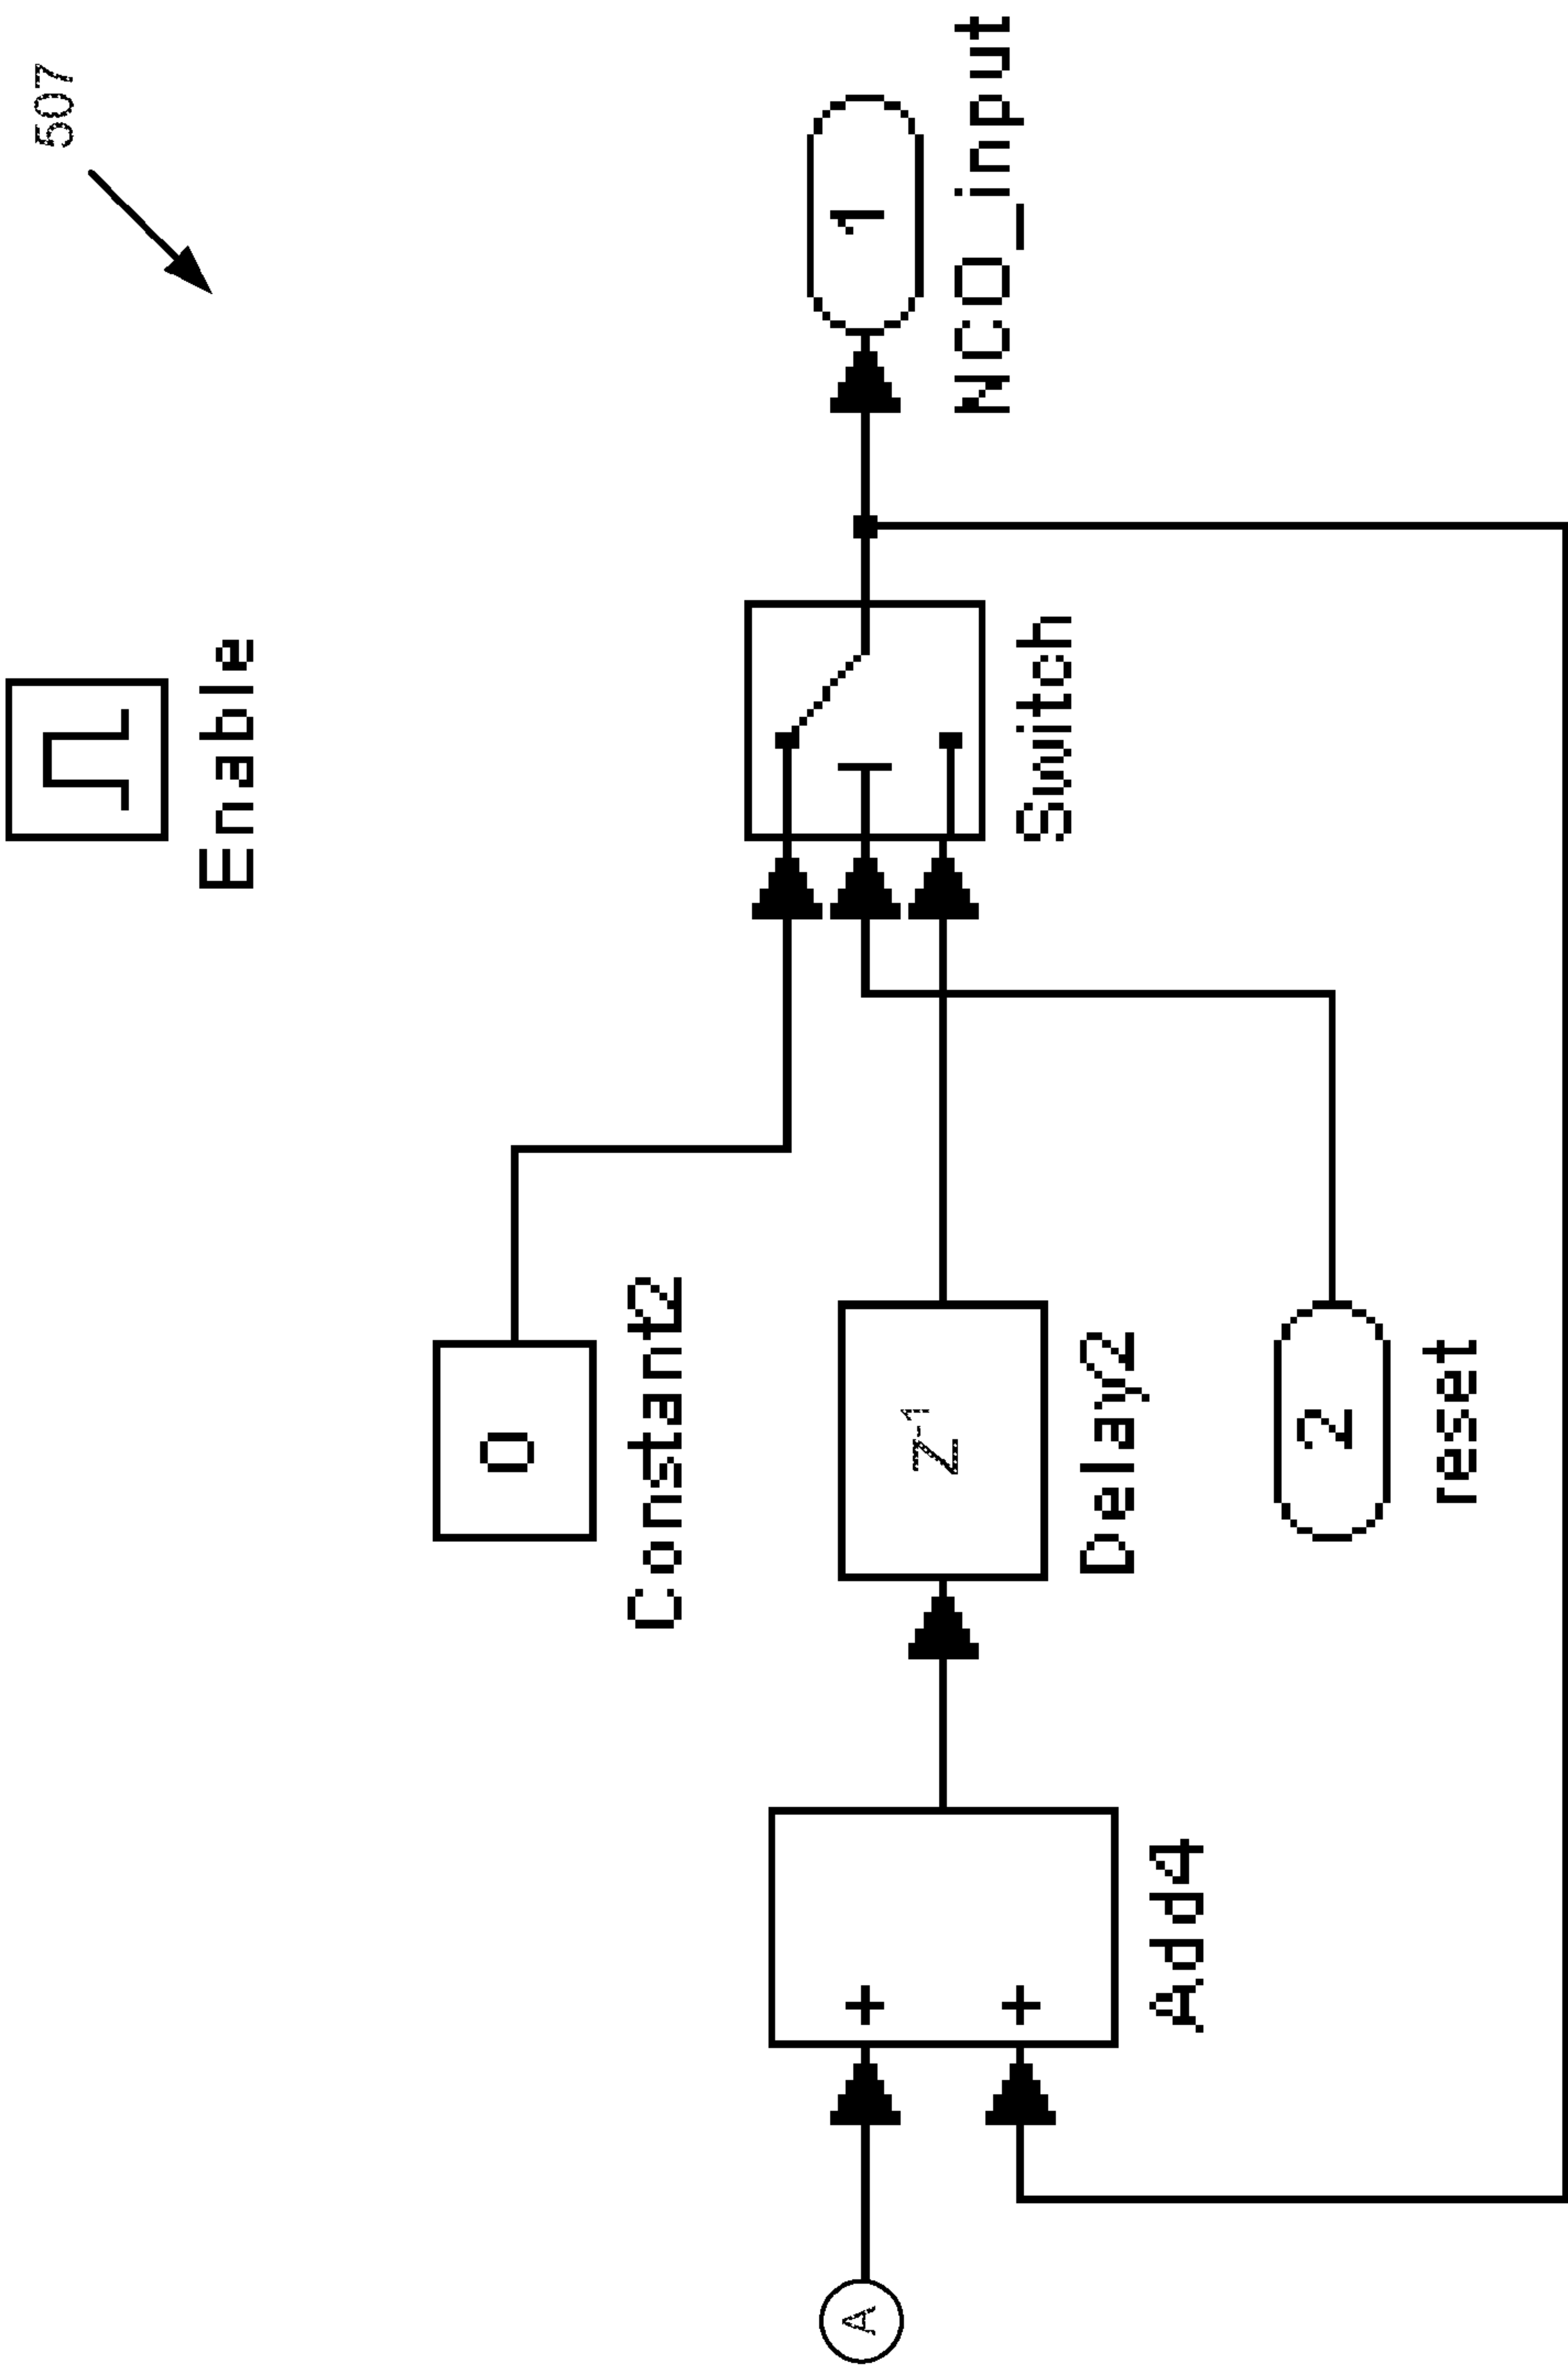 507
Enable
0
Constant2
A
+
+
Add4
z-1
Delay2
Switch
1
NCO_input
2
reset